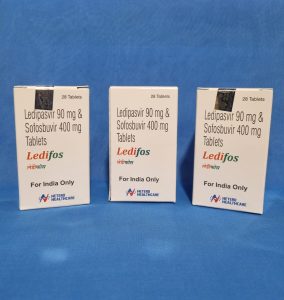 28 Tablets
Ledipasvir 90 mg &
Sofosbuvir 400 mg
Tablets
Ledifos
For India Only
HETERO
HEALTHCARE
28 Tablets
Ledipasvir 90 mg &
Sofosbuvir 400 mg
Tablets
Ledifos
For India Only
HETERO
HEALTHCARE
28 Tablets
Ledipasvir 90 mg &
Sofosbuvir 400 mg
Tablets
Ledifos
For India Only
HETERO
HEALTHCARE